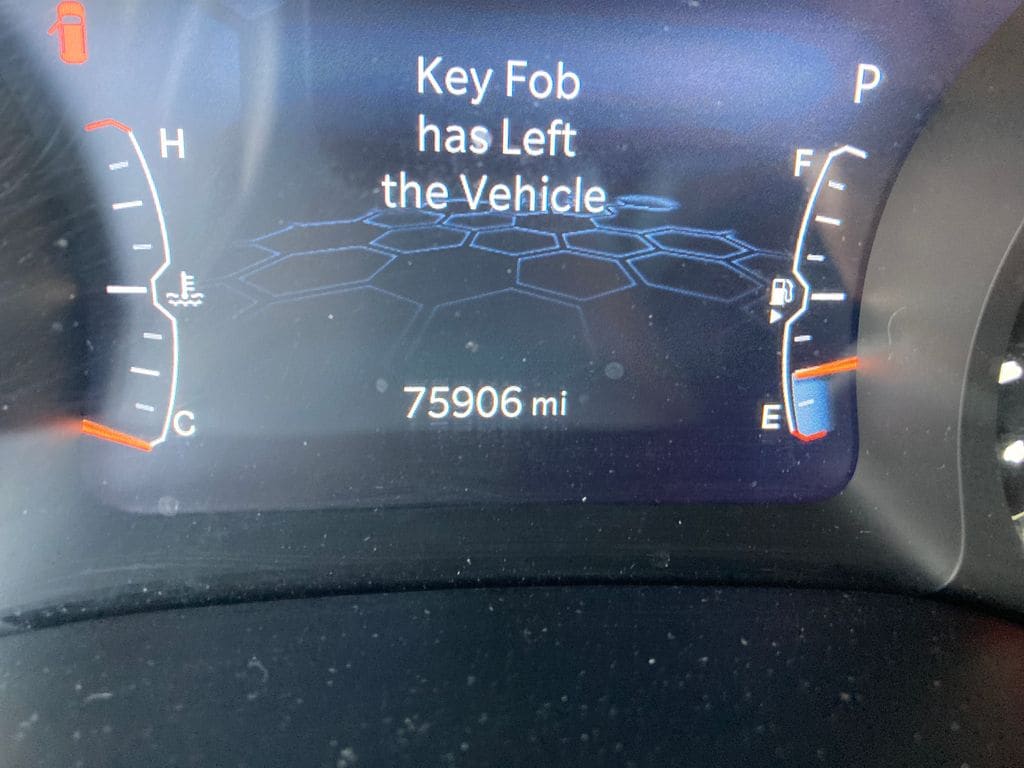 Key Fob
has Left
the Vehicle
P
H
F
C
E
75906 mi